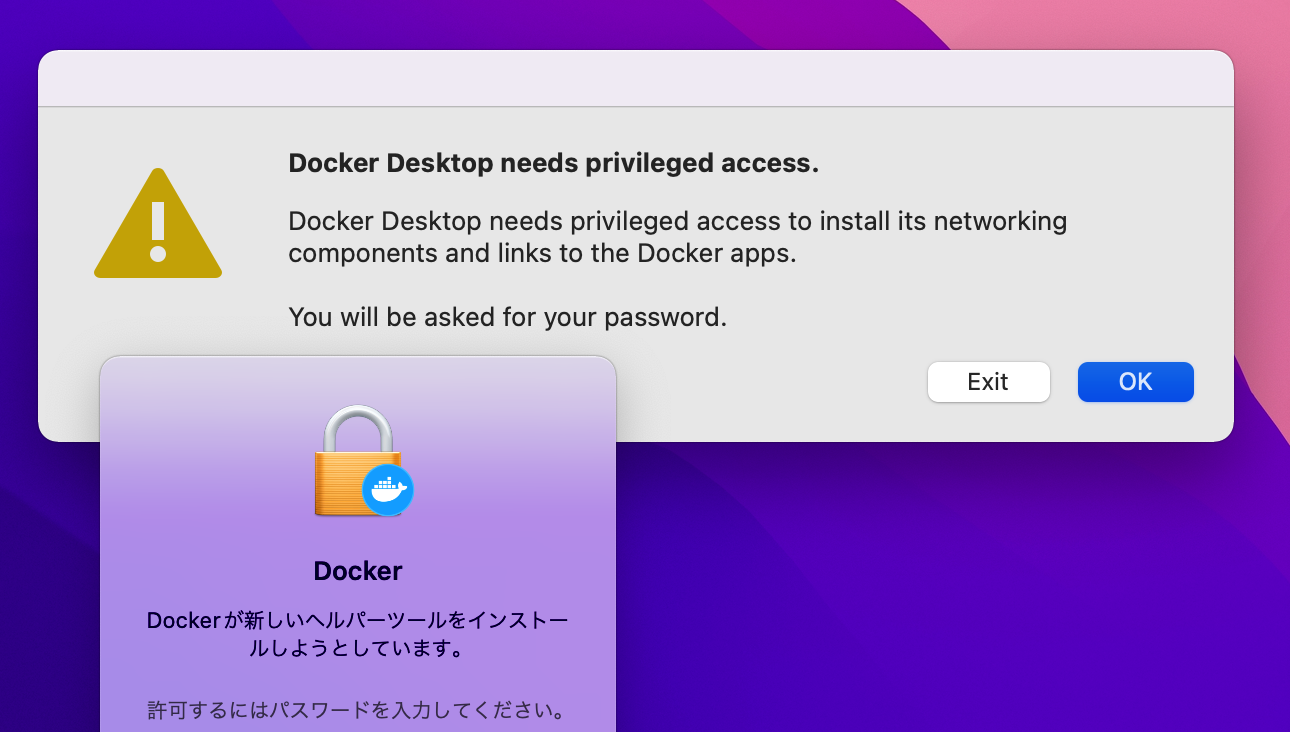 Docker Desktop needs privileged access.
Docker Desktop needs privileged access to install its networking
components and links to the Docker apps.
You will be asked for your password.
Exit
OK
Docker
Dockerが新しいヘルパーツールをインストー
ルしようとしています。
許可するにはパスワードを入力してください。